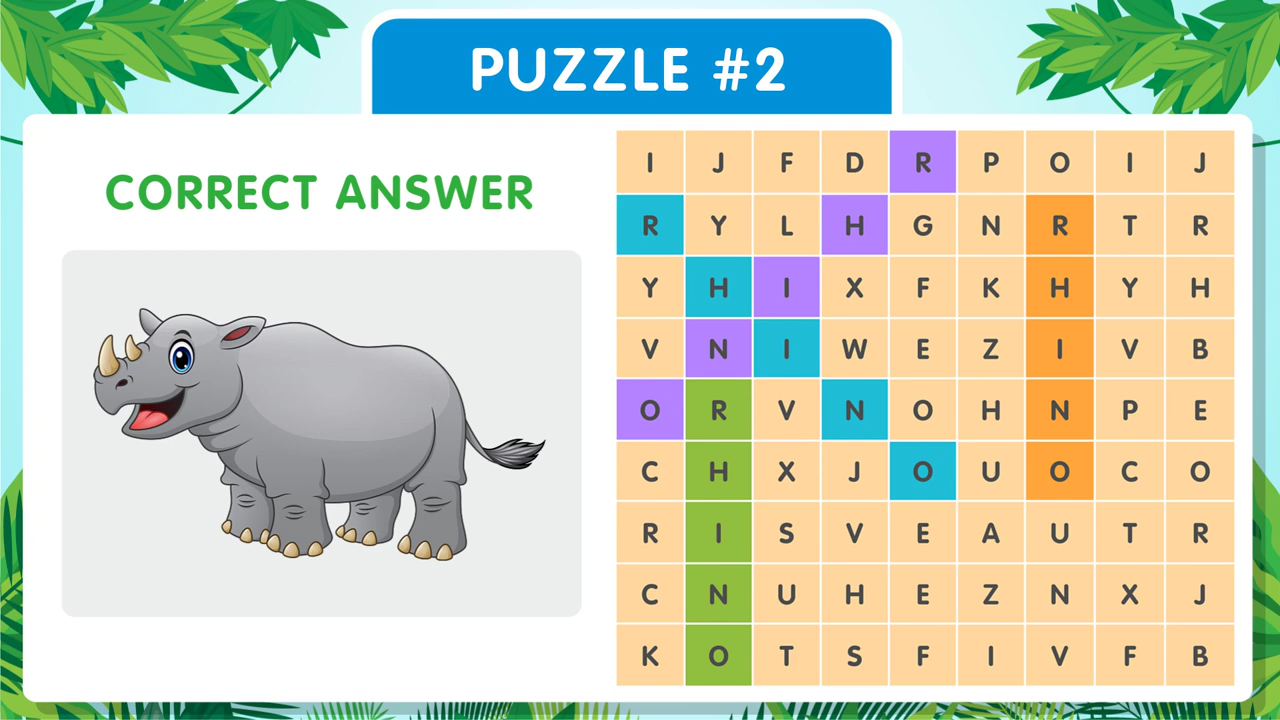 PUZZLE #2
CORRECT ANSWER
I J F D R P O I J
R Y L H G N R T R
Y H I X F K H Y H
V N I W E Z I V B
O R V N O H N P E
C H X J O U O C O
R I S V E A U T R
C N U H E Z N X J
K O T S F I V F B